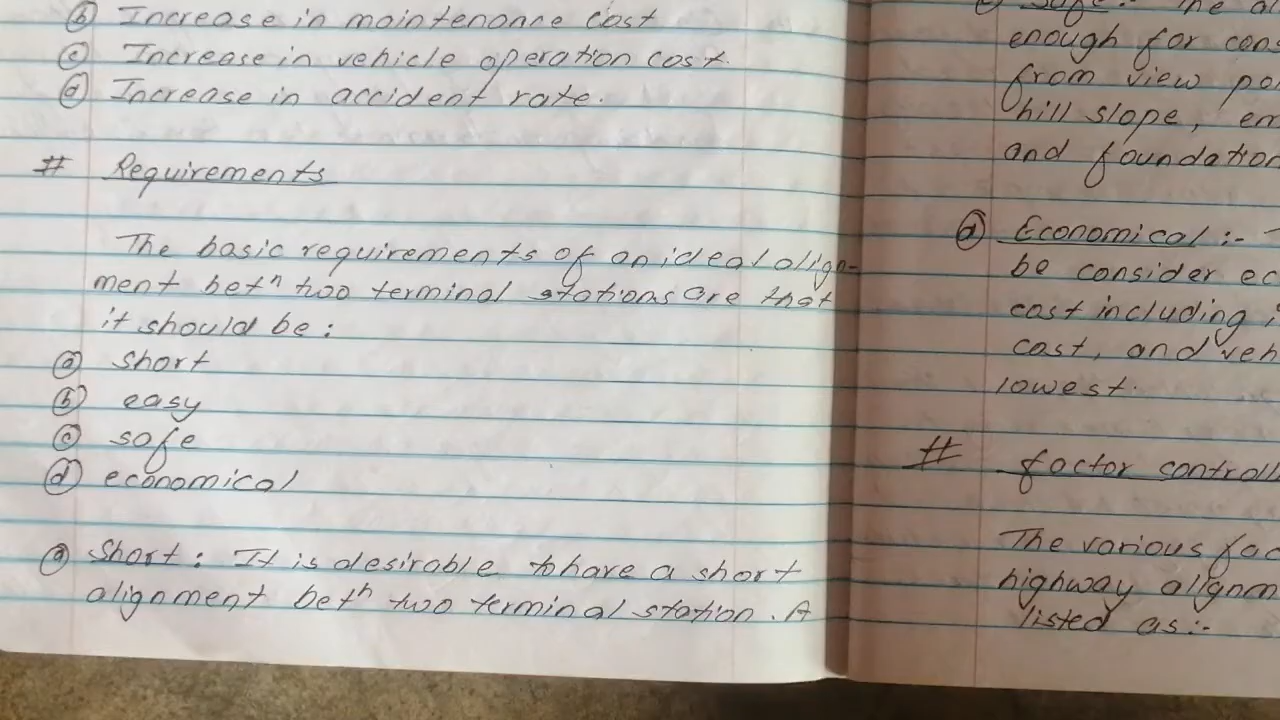 ⓑ Increase in maintenance cost
ⓒ Increase in vehicle operation cost.
ⓓ Increase in accident rate.
# Requirements
The basic requirements of an ideal align-
ment betⁿ two terminal stations are that
it should be:
ⓐ short
ⓑ easy
ⓒ safe
ⓓ economical
ⓐ Short: It is desirable to have a short
alignment betⁿ two terminal station. A
Safe:- The al
enough for cons
from view po
hill slope, em
and foundation
ⓓ Economical:-
be consider ec
cost including i
cost, and veh
lowest.
# factor controll
The various fac
highway alignm
listed as:-